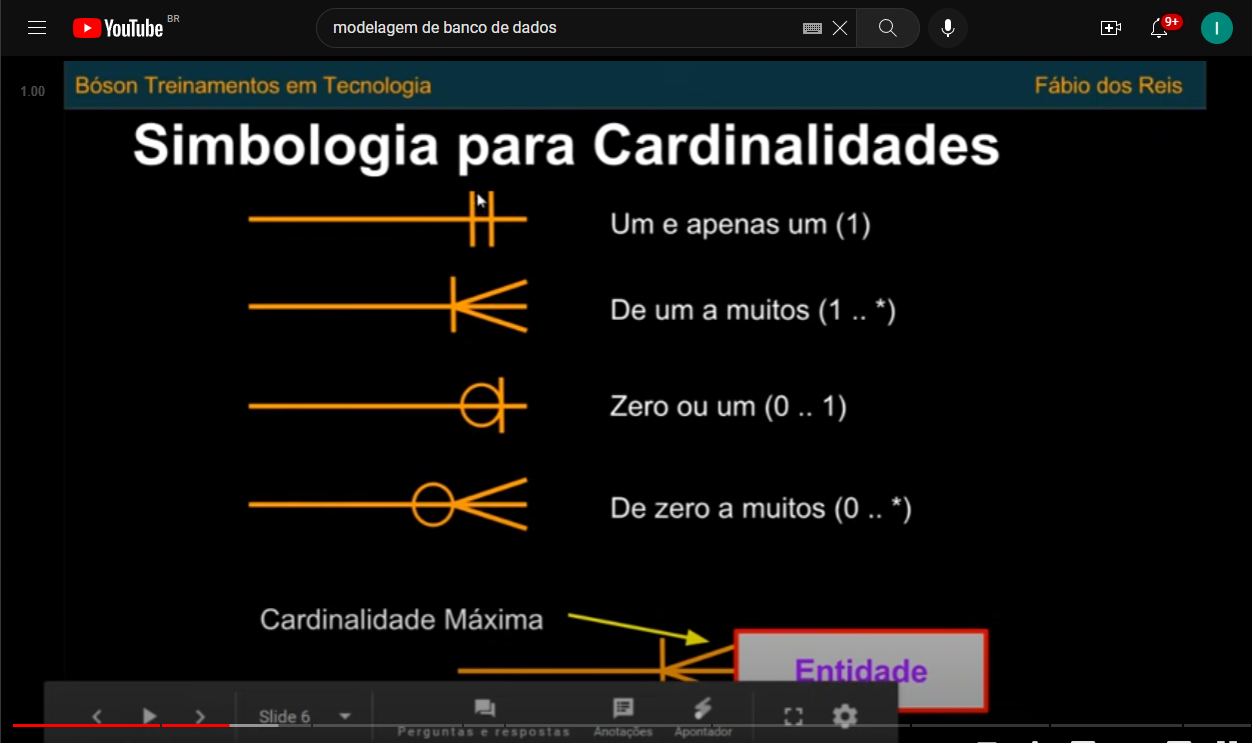 YouTube BR
modelagem de banco de dados
9+
I
1.00
Bóson Treinamentos em Tecnologia
Fábio dos Reis
Simbologia para Cardinalidades
Um e apenas um (1)
De um a muitos (1 .. *)
Zero ou um (0 .. 1)
De zero a muitos (0 .. *)
Cardinalidade Máxima
Entidade
Slide 6
Perguntas e respostas
Anotações
Apontador